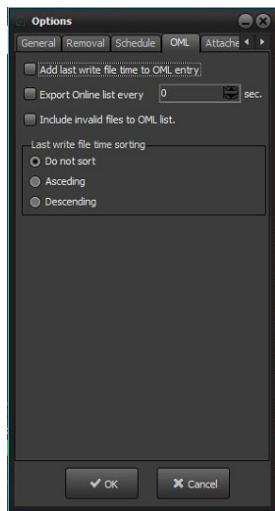 Options
General Removal Schedule OML Attache
Add last write file time to OML entry
Export Online list every 0 sec.
Include invalid files to OML list.
Last write file time sorting
Do not sort
Asceding
Descending
OK Cancel